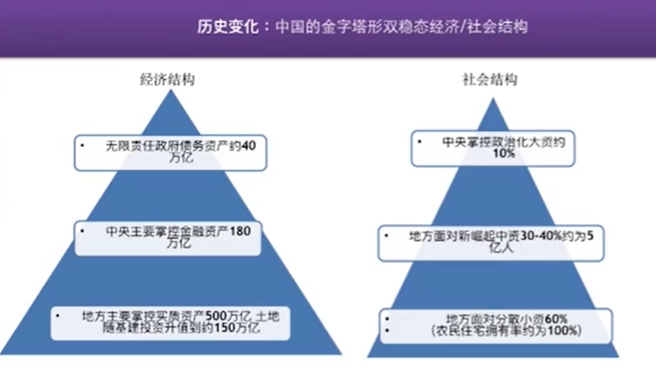 历史变化：中国的金字塔形双稳态经济/社会结构
经济结构
• 无限责任政府债务资产约40
万亿
• 中央主要掌控金融资产180
万亿
• 地方主要掌控实质资产500万亿 土地
随基建投资升值到约150万亿
社会结构
• 中央掌控政治化大资约
10%
• 地方面对新崛起中资30-40%约为5
亿人
• 地方面对分散小资60%
• （农民住宅拥有率约为100%）